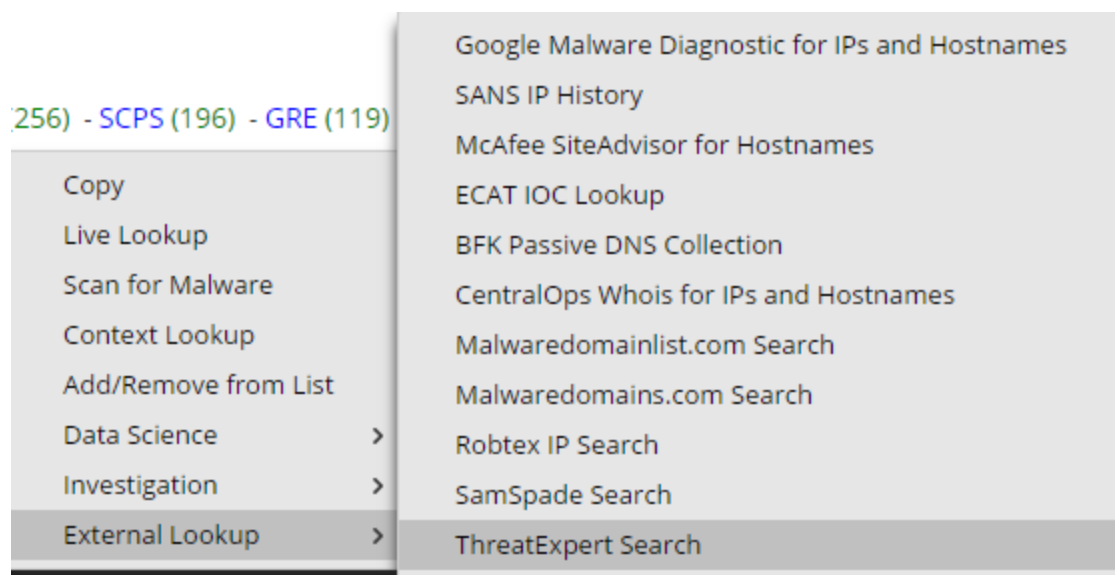 256) - SCPS (196) - GRE (119)
Copy
Live Lookup
Scan for Malware
Context Lookup
Add/Remove from List
Data Science
Investigation
External Lookup
Google Malware Diagnostic for IPs and Hostnames
SANS IP History
McAfee SiteAdvisor for Hostnames
ECAT IOC Lookup
BFK Passive DNS Collection
CentralOps Whois for IPs and Hostnames
Malwaredomainlist.com Search
Malwaredomains.com Search
Robtex IP Search
SamSpade Search
ThreatExpert Search